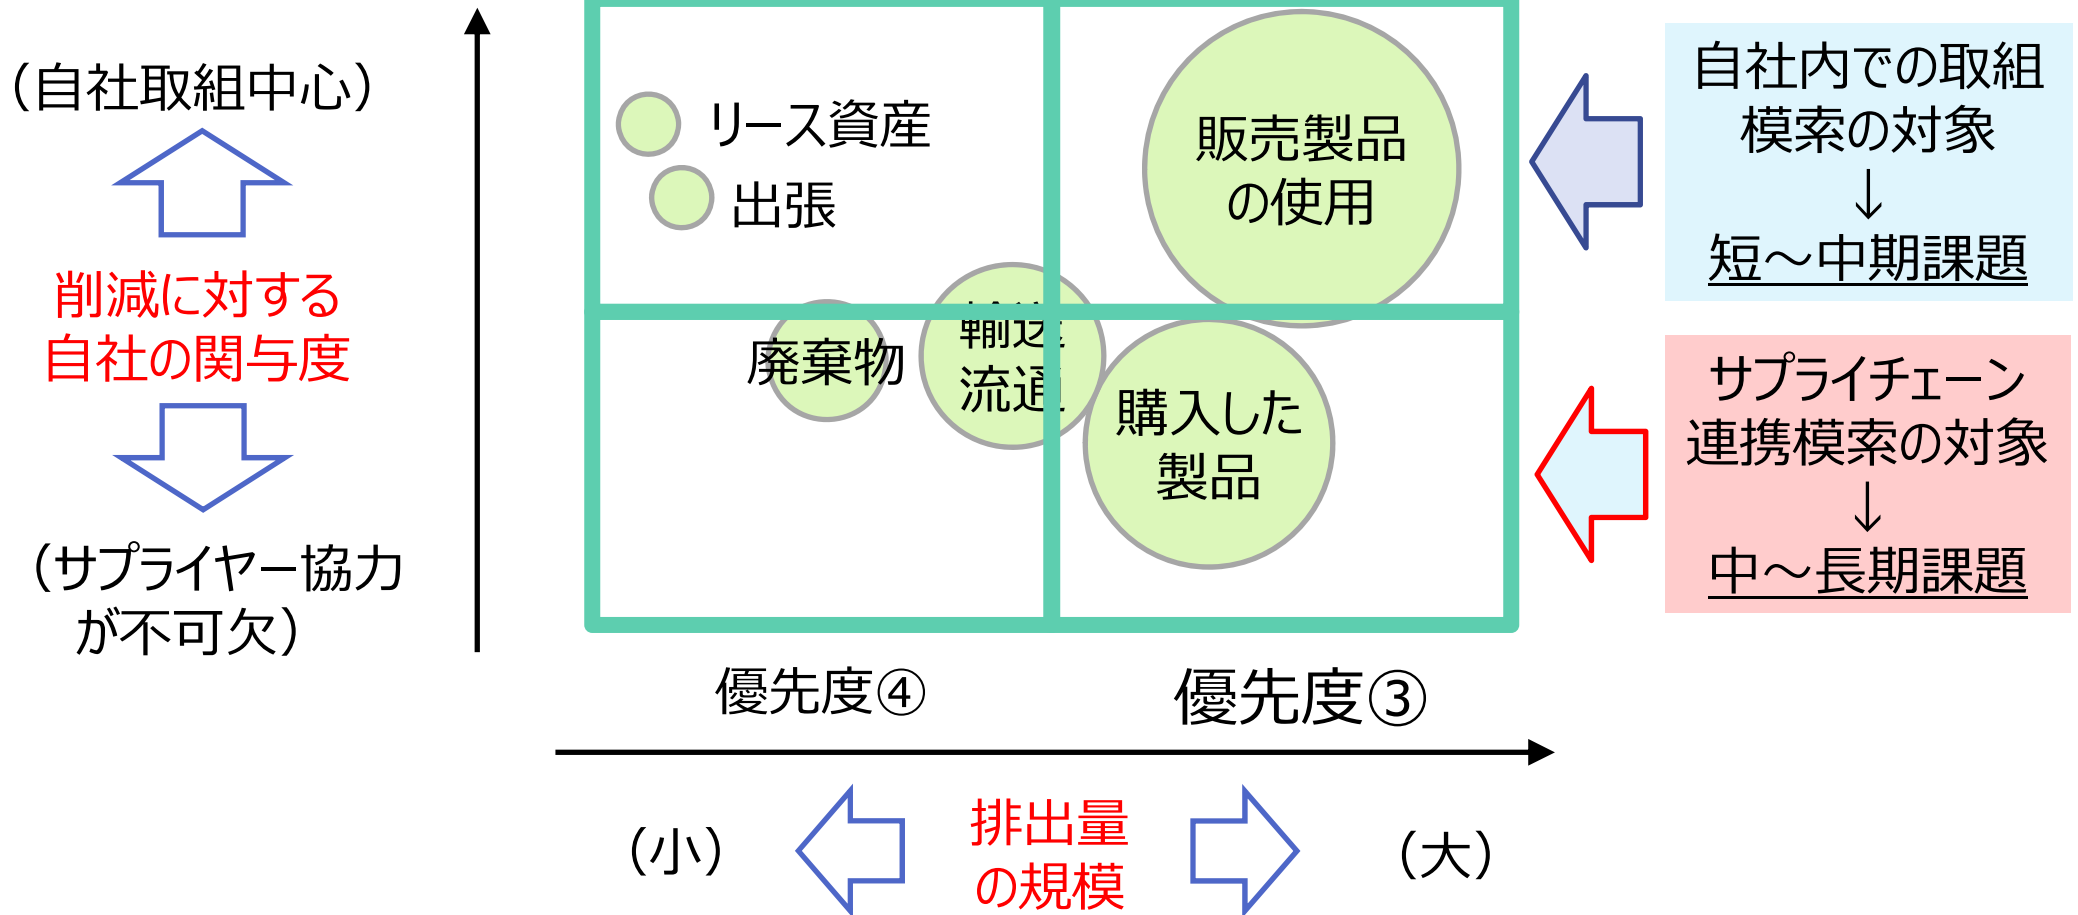 （自社取組中心）
削減に対する
自社の関与度
（サプライヤー協力
が不可欠）
リース資産
出張
販売製品
の使用
廃棄物
輸送
流通
購入した
製品
自社内での取組
模索の対象
↓
短～中期課題
サプライチェーン
連携模索の対象
↓
中～長期課題
優先度④
優先度③
（小）
排出量
の規模
（大）